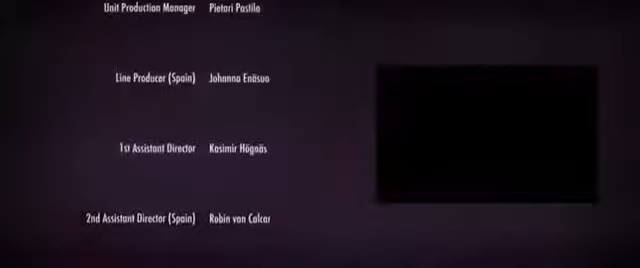 Unit Production Manager Pietari Pastila
Line Producer (Spain) Johanna Enäsuo
1st Assistant Director Kasimir Högnäs
2nd Assistant Director (Spain) Robin van Calcar